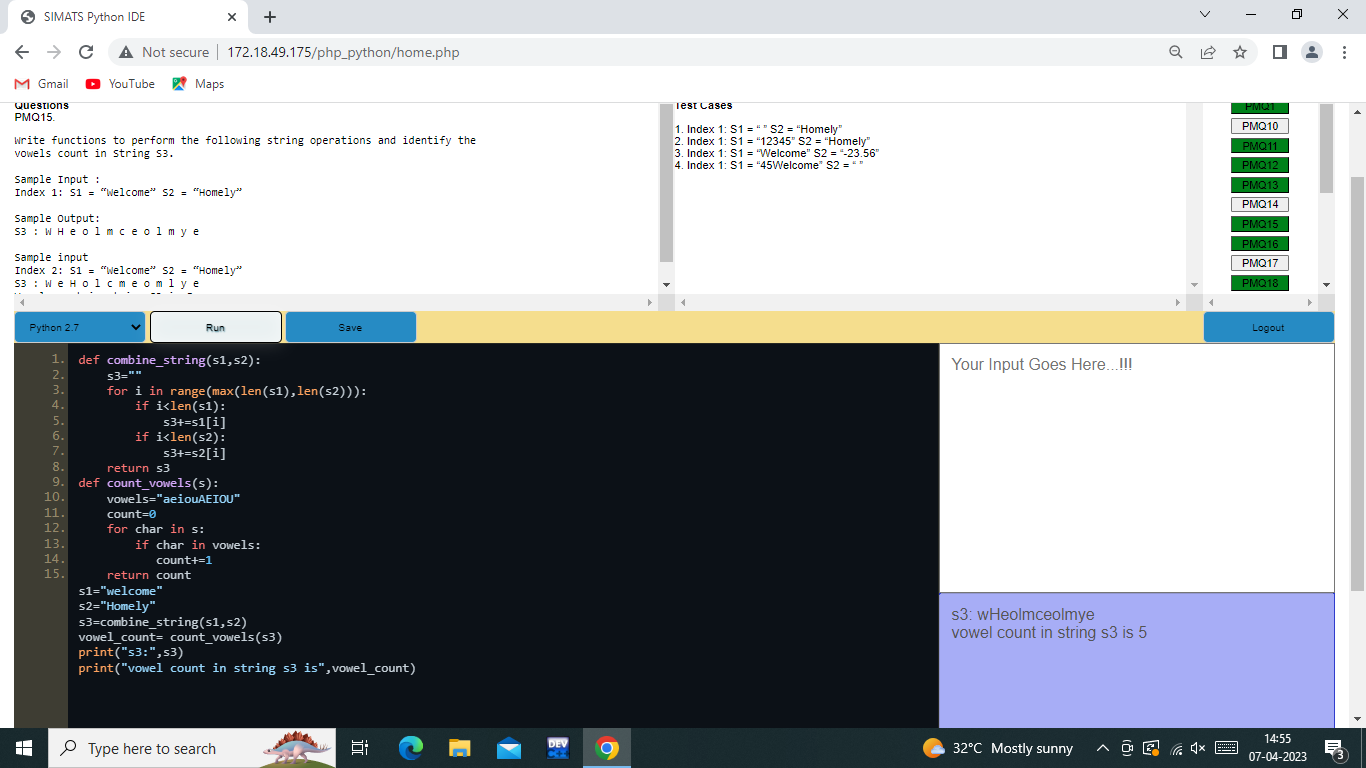 SIMATS Python IDE
Not secure
172.18.49.175/php_python/home.php
Gmail
YouTube
Maps
Questions
PMQ15.
Write functions to perform the following string operations and identify the
vowels count in String S3.
Sample Input :
Index 1: S1 = “Welcome” S2 = “Homely”
Sample Output:
S3 : W H e o l m c e o l m y e
Sample input
Index 2: S1 = “Welcome” S2 = “Homely”
S3 : W e H o l c m e o m l y e
Test Cases
1. Index 1: S1 = “ ” S2 = “Homely”
2. Index 1: S1 = “12345” S2 = “Homely”
3. Index 1: S1 = “Welcome” S2 = “-23.56”
4. Index 1: S1 = “45Welcome” S2 = “ ”
PMQ1
PMQ10
PMQ11
PMQ12
PMQ13
PMQ14
PMQ15
PMQ16
PMQ17
PMQ18
Python 2.7
Run
Save
Logout
1. def combine_string(s1,s2):
2. s3=""
3. for i in range(max(len(s1),len(s2))):
4. if i<len(s1):
5. s3+=s1[i]
6. if i<len(s2):
7. s3+=s2[i]
8. return s3
9. def count_vowels(s):
10. vowels="aeiouAEIOU"
11. count=0
12. for char in s:
13. if char in vowels:
14. count+=1
15. return count
s1="welcome"
s2="Homely"
s3=combine_string(s1,s2)
vowel_count= count_vowels(s3)
print("s3:",s3)
print("vowel count in string s3 is",vowel_count)
Your Input Goes Here...!!!
s3: wHeolmceolmye
vowel count in string s3 is 5
Type here to search
DEV
32°C Mostly sunny
14:55
07-04-2023
3